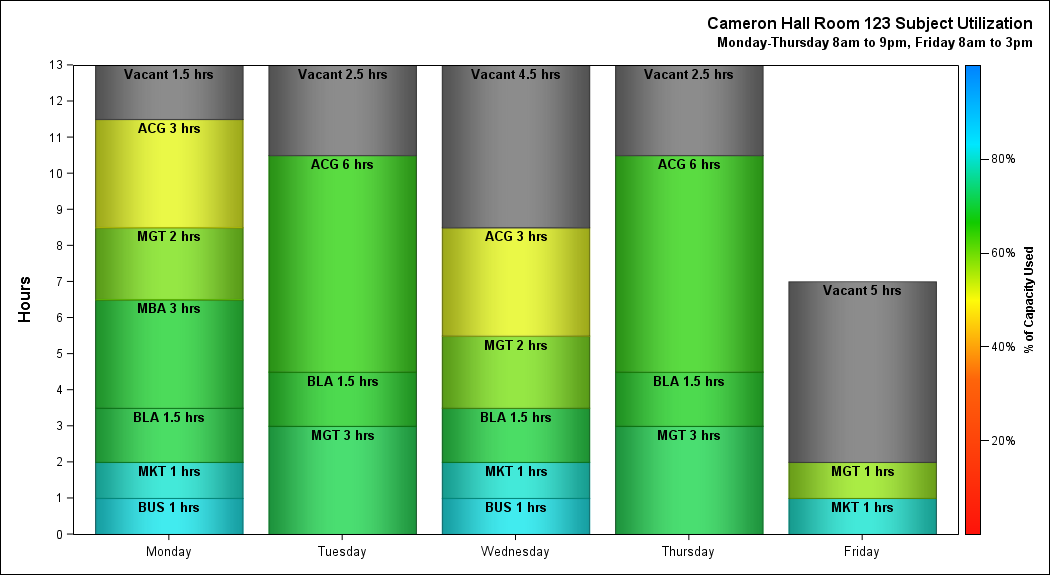 Cameron Hall Room 123 Subject Utilization
Monday-Thursday 8am to 9pm, Friday 8am to 3pm
Hours
13
12
11
10
9
8
7
6
5
4
3
2
1
0
Vacant 1.5 hrs
ACG 3 hrs
MGT 2 hrs
MBA 3 hrs
BLA 1.5 hrs
MKT 1 hrs
BUS 1 hrs
Vacant 2.5 hrs
ACG 6 hrs
BLA 1.5 hrs
MGT 3 hrs
Vacant 4.5 hrs
ACG 3 hrs
MGT 2 hrs
BLA 1.5 hrs
MKT 1 hrs
BUS 1 hrs
Vacant 2.5 hrs
ACG 6 hrs
BLA 1.5 hrs
MGT 3 hrs
Vacant 5 hrs
MGT 1 hrs
MKT 1 hrs
Monday
Tuesday
Wednesday
Thursday
Friday
80%
60%
40%
20%
% of Capacity Used